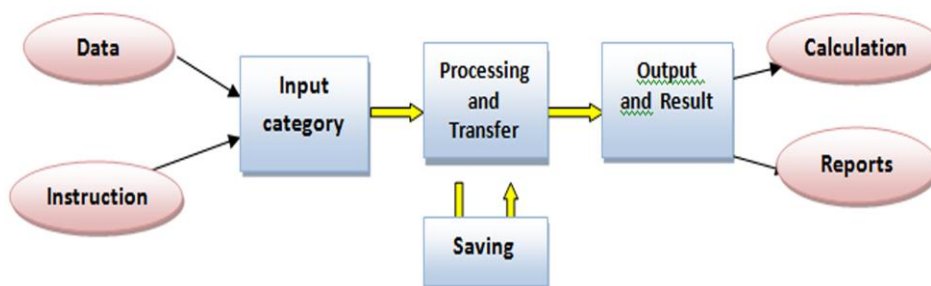 Data
Instruction
Input
category
Processing
and
Transfer
Saving
Output
and Result
Calculation
Reports